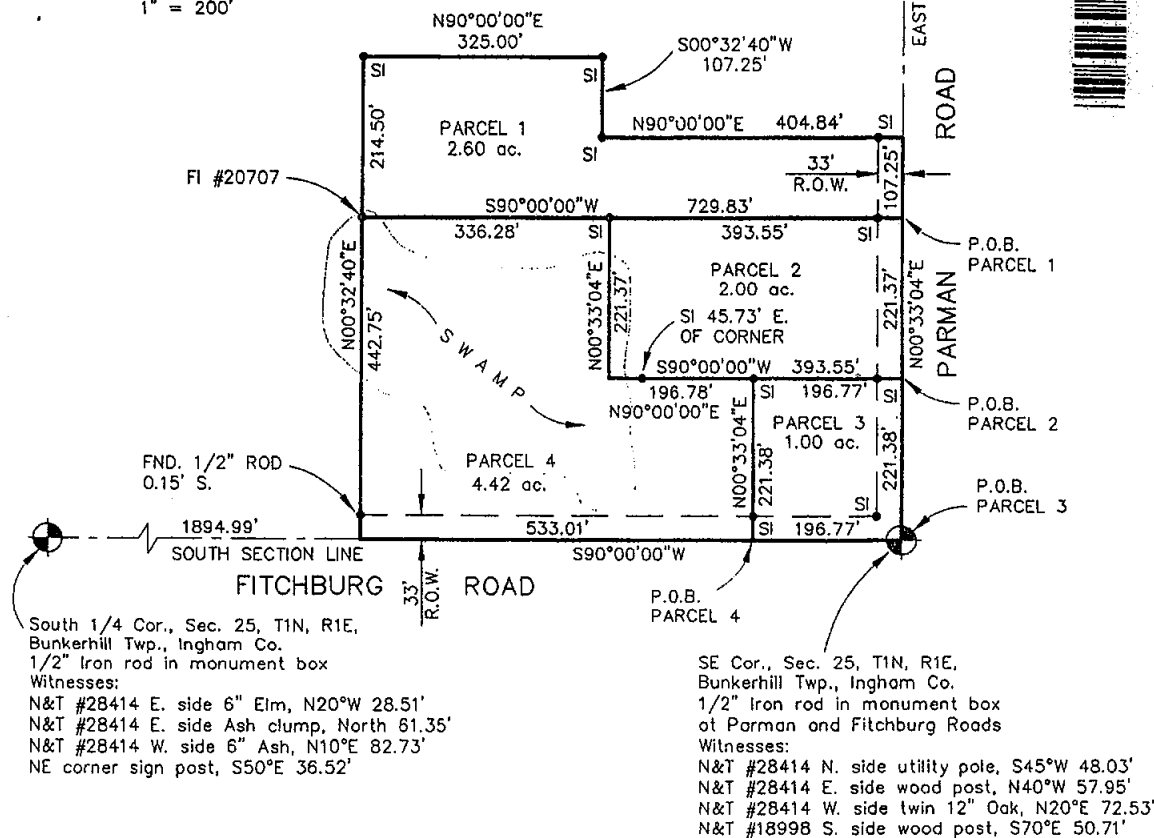 1" = 200'
N90°00'00"E
325.00'
S00°32'40"W
107.25'
EAST
ROAD
SI
SI
PARCEL 1
2.60 ac.
214.50'
SI
N90°00'00"E 404.84'
SI
33'
R.O.W.
107.25'
FI #20707
S90°00'00"W 729.83'
336.28'
SI
393.55'
SI
P.O.B.
PARCEL 1
N00°32'40"E
442.75'
N00°33'04"E
221.37'
PARCEL 2
2.00 ac.
SI 45.73' E.
OF CORNER
221.37'
N00°33'04"E
PARMAN
SWAMP
S90°00'00"W 393.55'
196.78'
N90°00'00"E
SI
196.77'
SI
P.O.B.
PARCEL 2
N00°33'04"E
221.38'
PARCEL 3
1.00 ac.
221.38'
FND. 1/2" ROD
0.15' S.
PARCEL 4
4.42 ac.
SI
P.O.B.
PARCEL 3
1894.99'
SOUTH SECTION LINE
533.01'
SI
196.77'
S90°00'00"W
FITCHBURG ROAD
33'
R.O.W.
P.O.B.
PARCEL 4
South 1/4 Cor., Sec. 25, T1N, R1E,
Bunkerhill Twp., Ingham Co.
1/2" Iron rod in monument box
Witnesses:
N&T #28414 E. side 6" Elm, N20°W 28.51'
N&T #28414 E. side Ash clump, North 61.35'
N&T #28414 W. side 6" Ash, N10°E 82.73'
NE corner sign post, S50°E 36.52'
SE Cor., Sec. 25, T1N, R1E,
Bunkerhill Twp., Ingham Co.
1/2" Iron rod in monument box
at Parman and Fitchburg Roads
Witnesses:
N&T #28414 N. side utility pole, S45°W 48.03'
N&T #28414 E. side wood post, N40°W 57.95'
N&T #28414 W. side twin 12" Oak, N20°E 72.53'
N&T #18998 S. side wood post, S70°E 50.71'